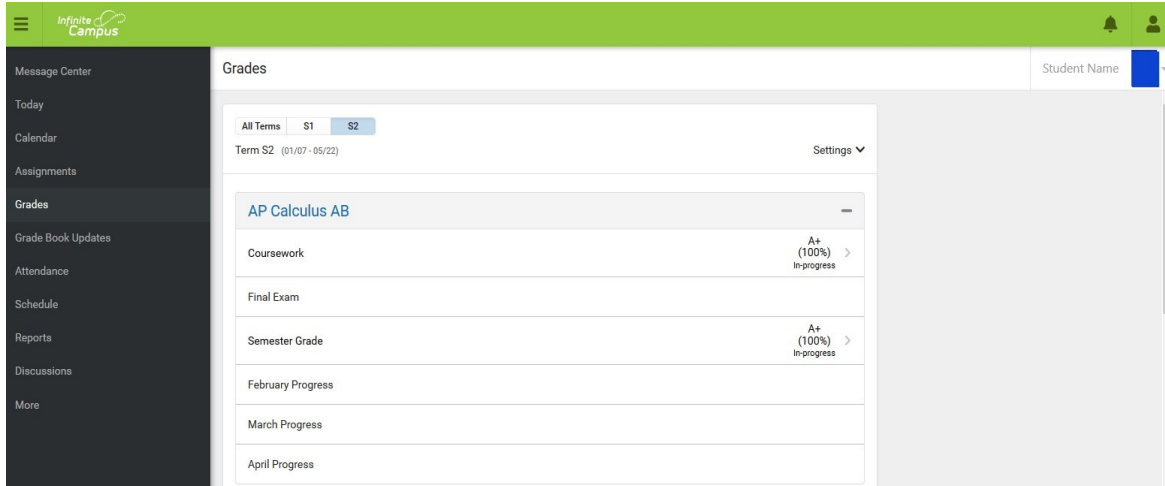 Infinite
Campus
Message Center
Today
Calendar
Assignments
Grades
Grade Book Updates
Attendance
Schedule
Reports
Discussions
More
Grades
Student Name
All Terms S1 S2
Term S2 (01/07 - 05/22)
Settings
AP Calculus AB
Coursework
A+
(100%)
In-progress
Final Exam
Semester Grade
A+
(100%)
In-progress
February Progress
March Progress
April Progress